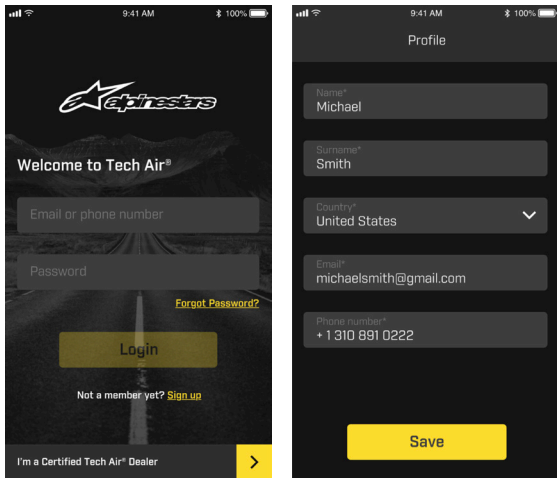 9:41 AM
100%
alpinestars
Welcome to Tech Air®
Email or phone number
Password
Forgot Password?
Login
Not a member yet? Sign up
I'm a Certified Tech Air® Dealer
9:41 AM
100%
Profile
Name*
Michael
Surname*
Smith
Country*
United States
Email*
michaelsmith@gmail.com
Phone number*
+ 1 310 891 0222
Save